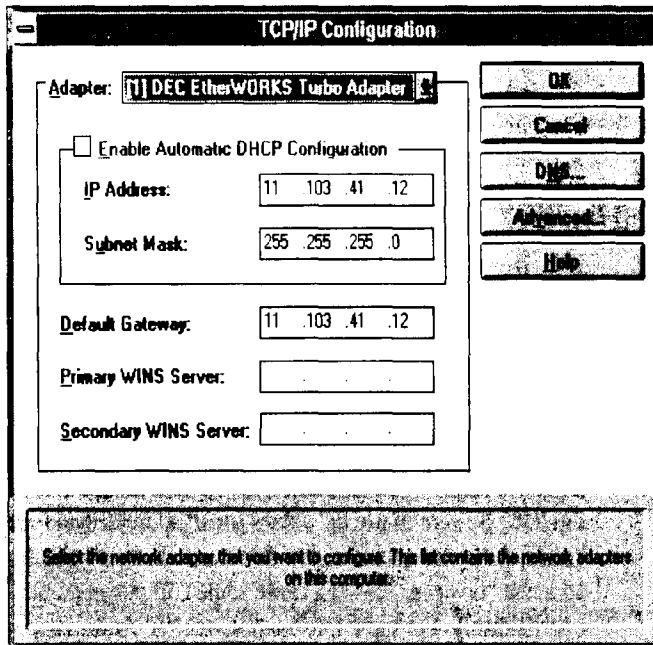 TCP/IP Configuration
Adapter: [1] DEC EtherWORKS Turbo Adapter
Enable Automatic DHCP Configuration
IP Address: 11 .103 .41 .12
Subnet Mask: 255 .255 .255 .0
Default Gateway: 11 .103 .41 .12
Primary WINS Server: . . .
Secondary WINS Server: . . .
OK
Cancel
DNS...
Advanced...
Help
Select the network adapter that you want to configure. This list contains the network adapters
on this computer.